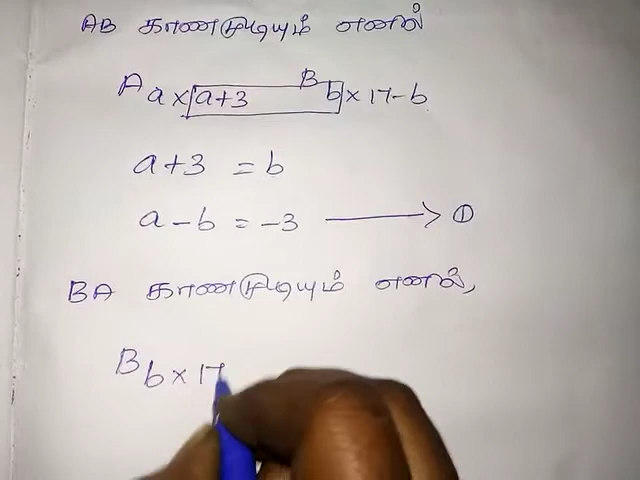 AB காணமுடியும் எனில்
A a × a+3 B b × 17-b
a+3 = b
a-b = -3 ⟶ ①
BA காணமுடியும் எனில்,
B b × 17